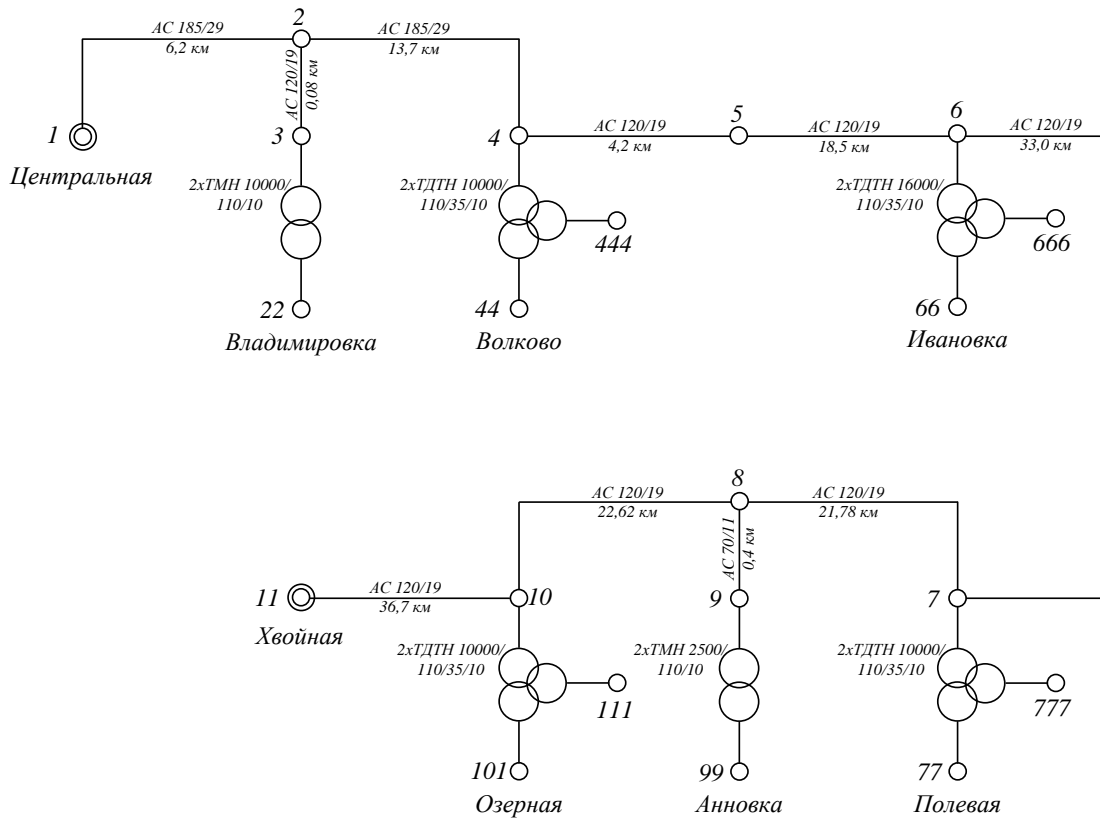 АС 185/29
6,2 км
2
АС 185/29
13,7 км
АС 120/19
0,08 км
1
Центральная
3
4
АС 120/19
4,2 км
5
АС 120/19
18,5 км
6
АС 120/19
33,0 км
2хТМН 10000/
110/10
2хТДТН 10000/
110/35/10
444
2хТДТН 16000/
110/35/10
666
22
Владимировка
44
Волково
66
Ивановка
АС 120/19
22,62 км
8
АС 120/19
21,78 км
АС 70/11
0,4 км
11
Хвойная
АС 120/19
36,7 км
10
9
7
2хТДТН 10000/
110/35/10
111
2хТМН 2500/
110/10
2хТДТН 10000/
110/35/10
777
101
Озерная
99
Анновка
77
Полевая